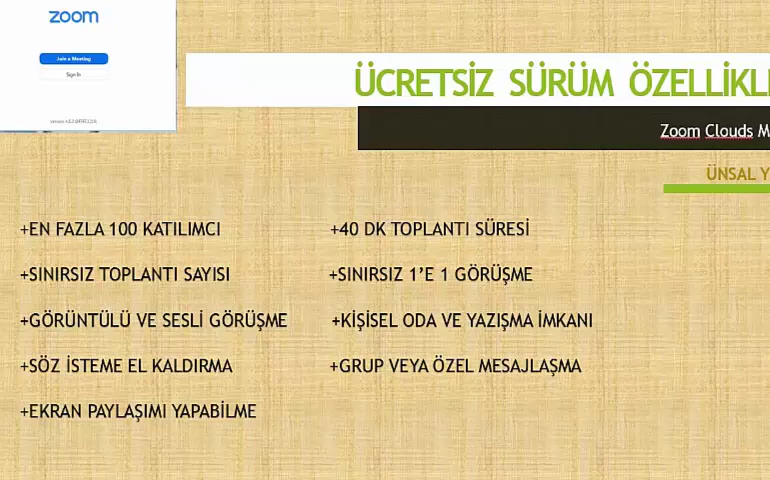 zoom
Join a Meeting
Sign In
ÜCRETSİZ SÜRÜM ÖZELLİKLE
Zoom Clouds M
ÜNSAL Y
+EN FAZLA 100 KATILIMCI
+40 DK TOPLANTI SÜRESİ
+SINIRSIZ TOPLANTI SAYISI
+SINIRSIZ 1'E 1 GÖRÜŞME
+GÖRÜNTÜLÜ VE SESLİ GÖRÜŞME
+KİŞİSEL ODA VE YAZIŞMA İMKANI
+SÖZ İSTEME EL KALDIRMA
+GRUP VEYA ÖZEL MESAJLAŞMA
+EKRAN PAYLAŞIMI YAPABİLME